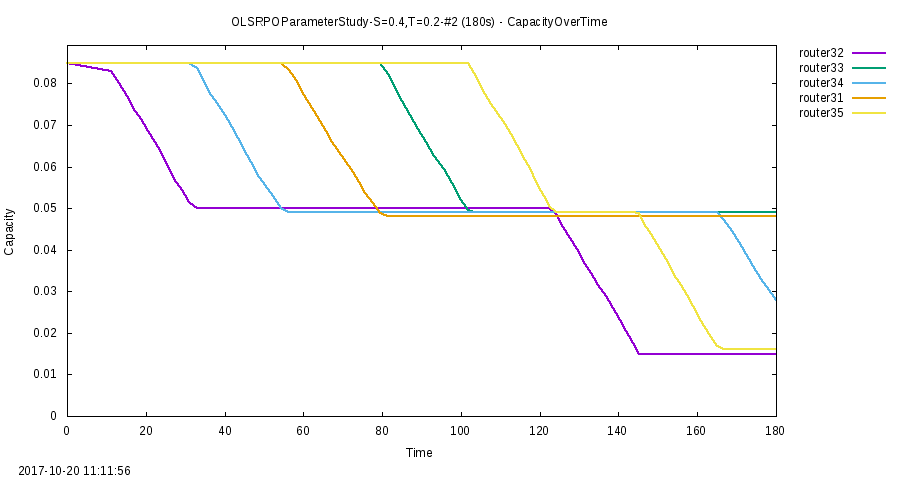 OLSRPOParameterStudy-S=0.4,T=0.2-#2 (180s) - CapacityOverTime
router32
router33
router34
router31
router35
0.08
0.07
0.06
0.05
0.04
0.03
0.02
0.01
0
Capacity
0 20 40 60 80 100 120 140 160 180
Time
2017-10-20 11:11:56